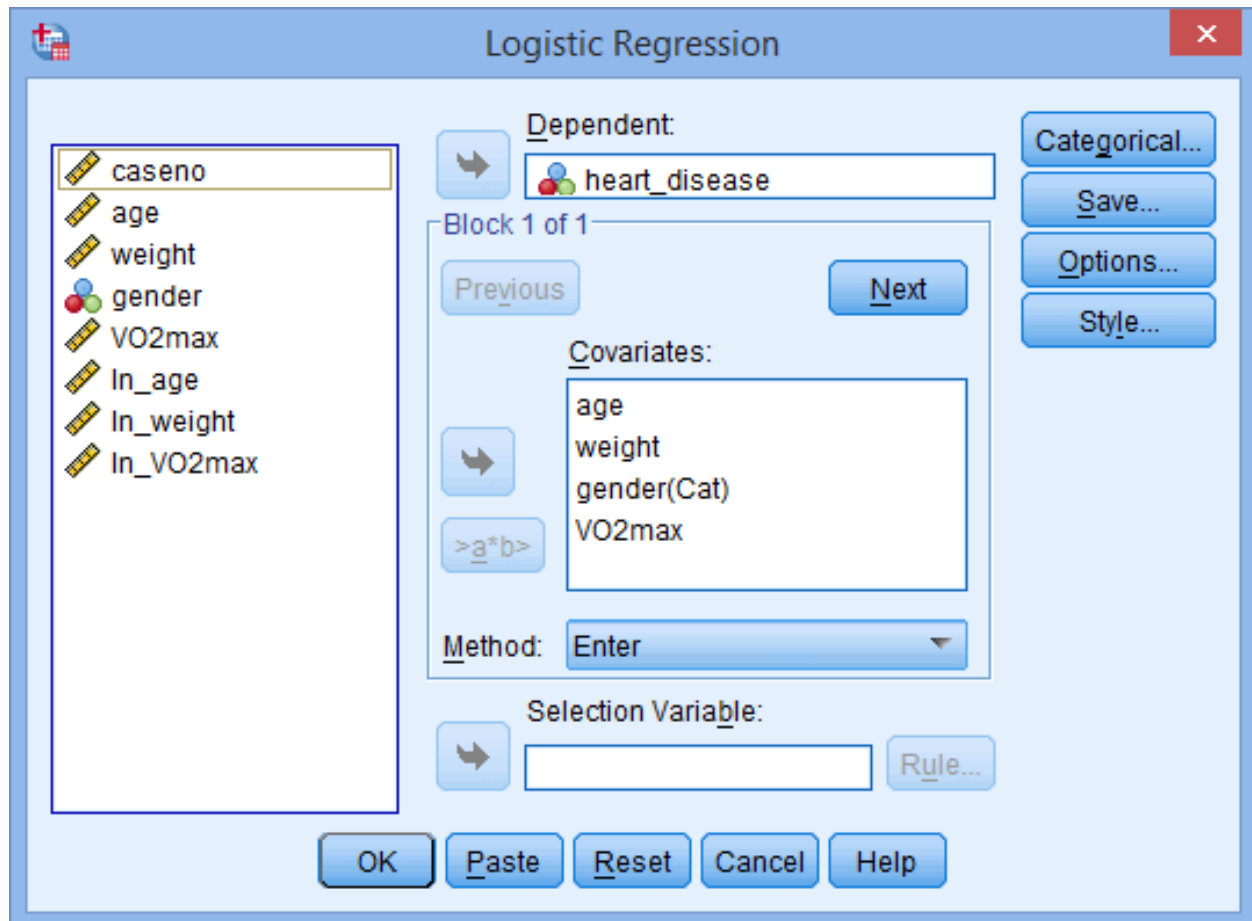 Logistic Regression
caseno
age
weight
gender
VO2max
ln_age
ln_weight
ln_VO2max
Dependent:
heart_disease
Block 1 of 1
Previous
Next
Covariates:
age
weight
gender(Cat)
VO2max
>a*b>
Method: Enter
Selection Variable:
Rule...
Categorical...
Save...
Options...
Style...
OK Paste Reset Cancel Help